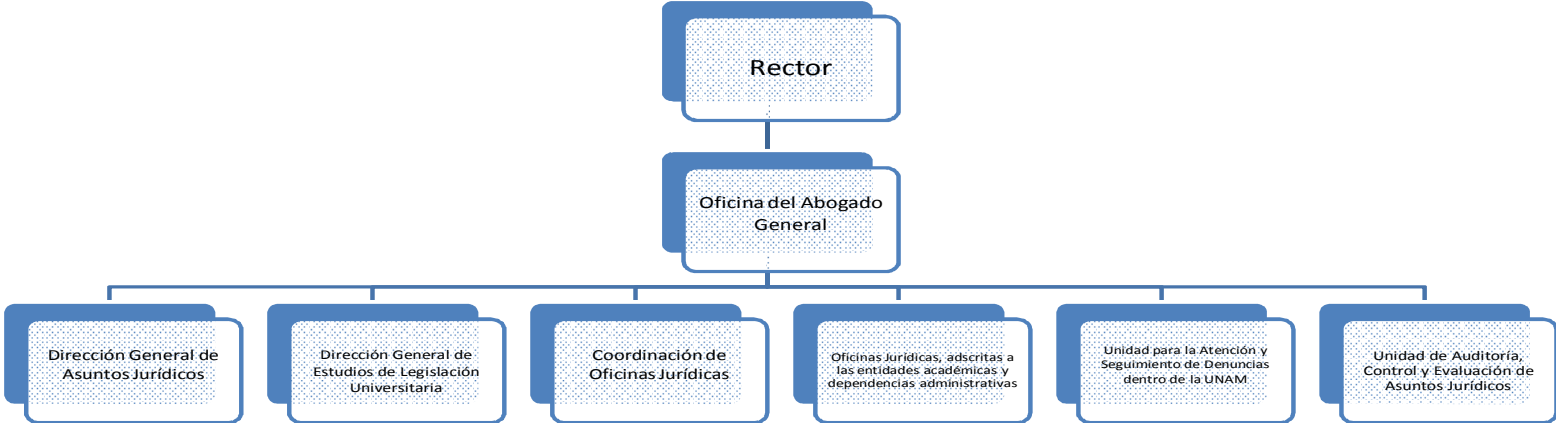 Rector
Oficina del Abogado
General
Dirección General de
Asuntos Jurídicos
Dirección General de
Estudios de Legislación
Universitaria
Coordinación de
Oficinas Jurídicas
Oficinas Jurídicas, adscritas a
las entidades académicas y
dependencias administrativas
Unidad para la Atención y
Seguimiento de Denuncias
dentro de la UNAM
Unidad de Auditoría,
Control y Evaluación de
Asuntos Jurídicos